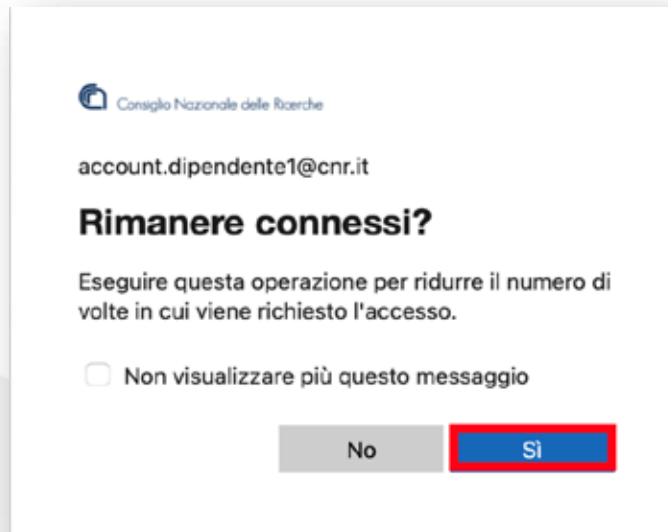 Consiglio Nazionale delle Ricerche
account.dipendente1@cnr.it
Rimanere connessi?
Eseguire questa operazione per ridurre il numero di
volte in cui viene richiesto l'accesso.
Non visualizzare più questo messaggio
No
Sì